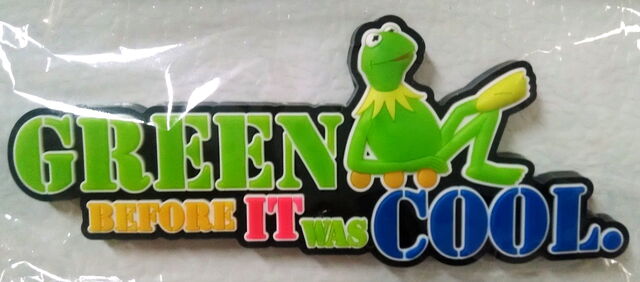 GREEN
BEFORE IT WAS COOL.